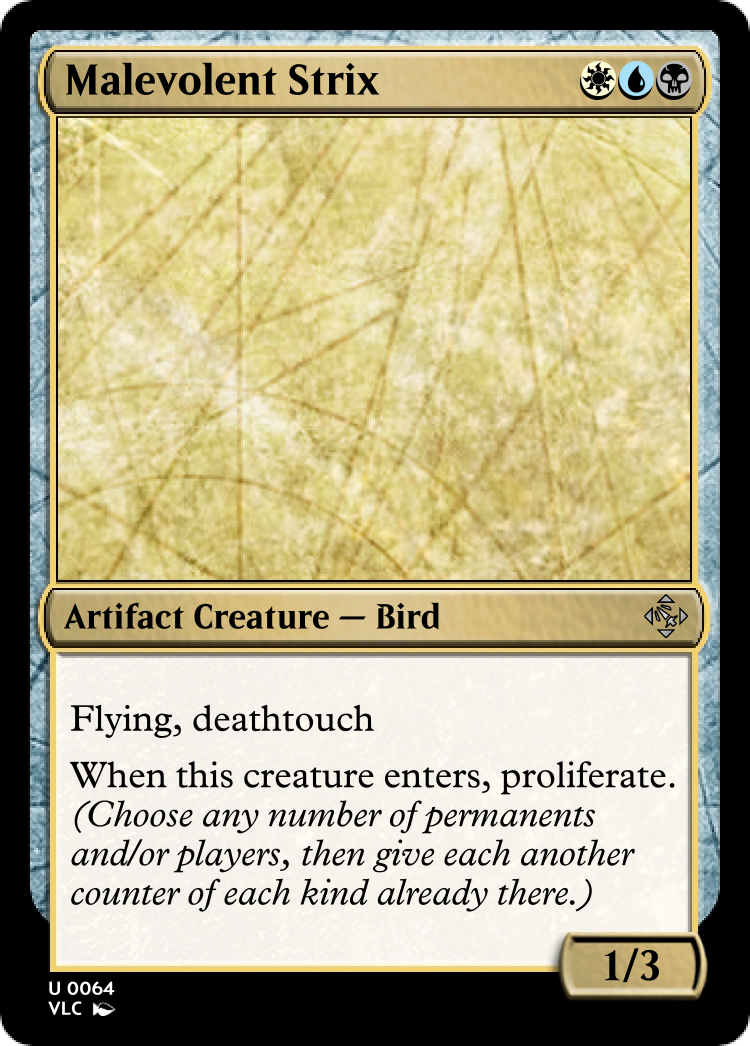 Malevolent Strix
Artifact Creature — Bird
Flying, deathtouch
When this creature enters, proliferate.
(Choose any number of permanents
and/or players, then give each another
counter of each kind already there.)
1/3
U 0064
VLC